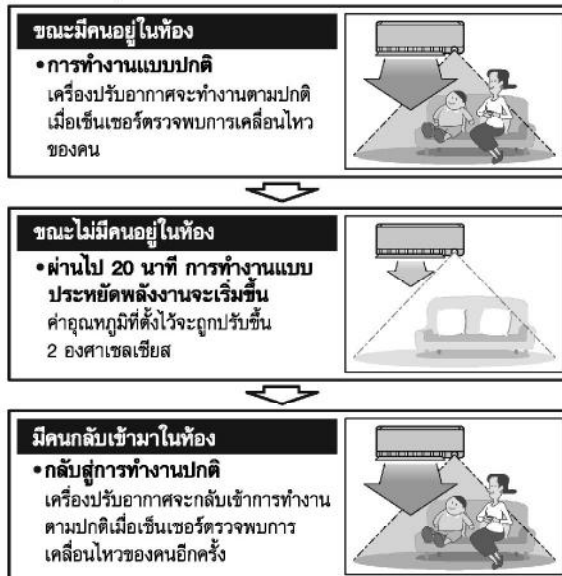 ขณะมีคนอยู่ในห้อง
•การทำงานแบบปกติ
เครื่องปรับอากาศจะทำงานตามปกติ
เมื่อเซ็นเซอร์ตรวจพบการเคลื่อนไหว
ของคน
ขณะไม่มีคนอยู่ในห้อง
•ผ่านไป 20 นาที การทำงานแบบ
ประหยัดพลังงานจะเริ่มขึ้น
ค่าอุณหภูมิที่ตั้งไว้จะถูกปรับขึ้น
2 องศาเซลเซียส
มีคนกลับเข้ามาในห้อง
•กลับสู่การทำงานปกติ
เครื่องปรับอากาศจะกลับเข้าการทำงาน
ตามปกติเมื่อเซ็นเซอร์ตรวจพบการ
เคลื่อนไหวของคนอีกครั้ง